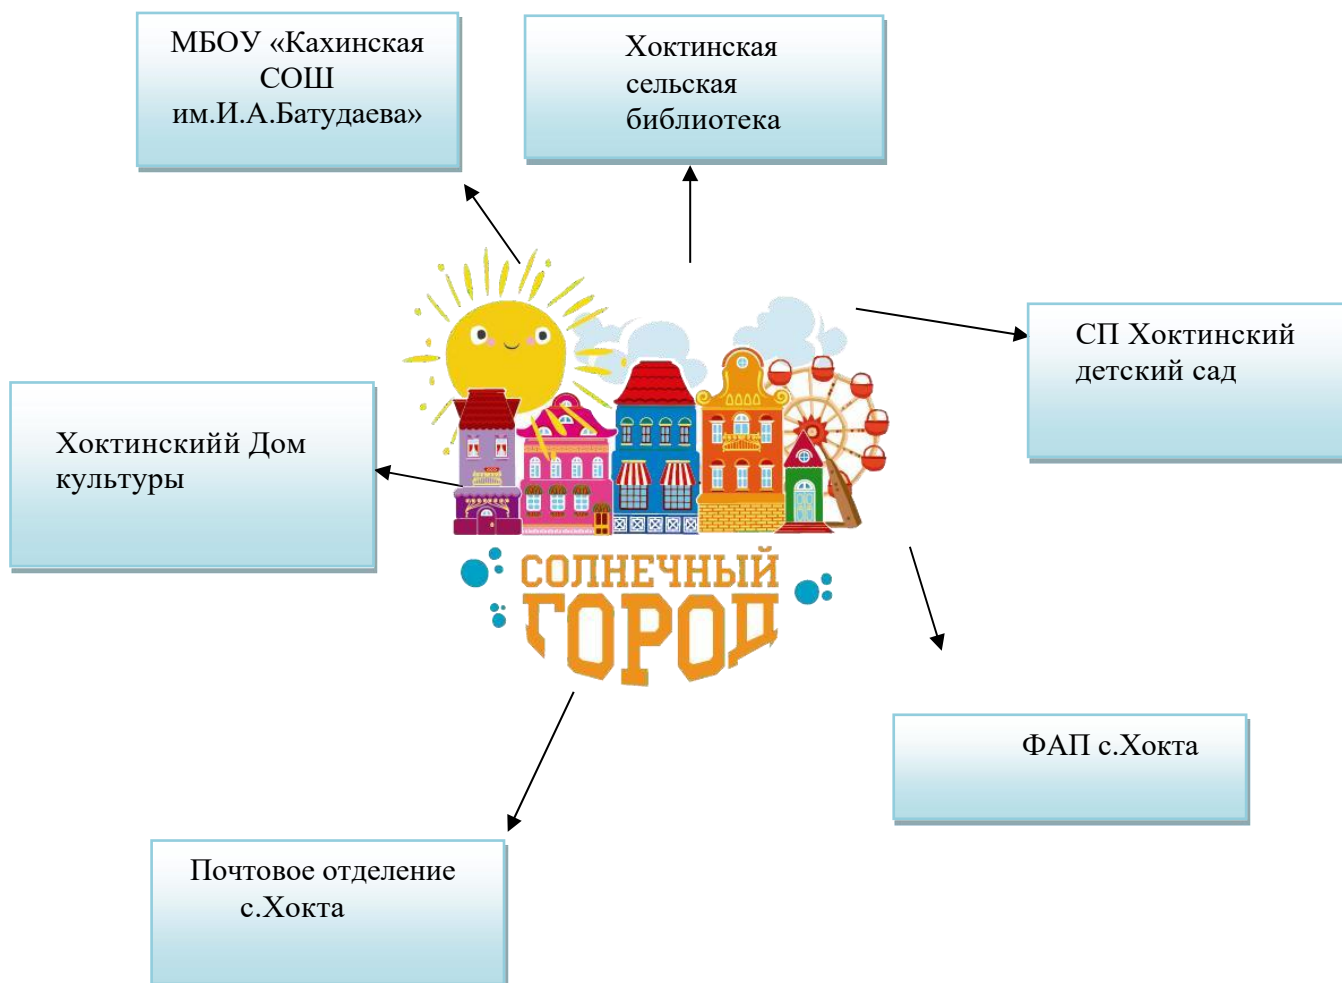 МБОУ «Кахинская
СОШ
им.И.А.Батудаева»
Хоктинская
сельская
библиотека
СП Хоктинский
детский сад
Хоктинскийй Дом
культуры
СОЛНЕЧНЫЙ
ГОРОД
ФАП с.Хокта
Почтовое отделение
с.Хокта